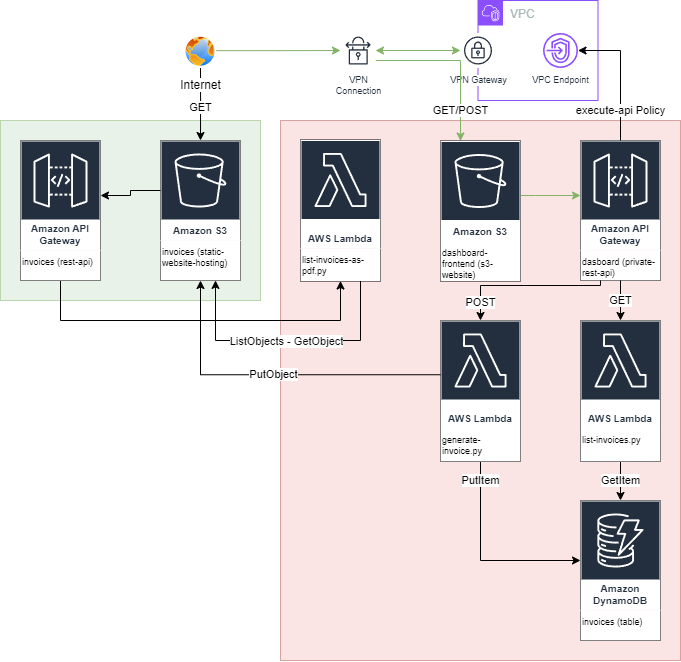 VPC
Internet
VPN
Connection
VPN Gateway
VPC Endpoint
GET
GET/POST
execute-api Policy
Amazon API
Gateway
invoices (rest-api)
Amazon S3
invoices (static-
website-hosting)
AWS Lambda
list-invoices-as-
pdf.py
Amazon S3
dashboard-
frontend (s3-
website)
Amazon API
Gateway
dasboard (private-
rest-api)
POST
GET
ListObjects - GetObject
PutObject
AWS Lambda
generate-
invoice.py
AWS Lambda
list-invoices.py
PutItem
GetItem
Amazon
DynamoDB
invoices (table)